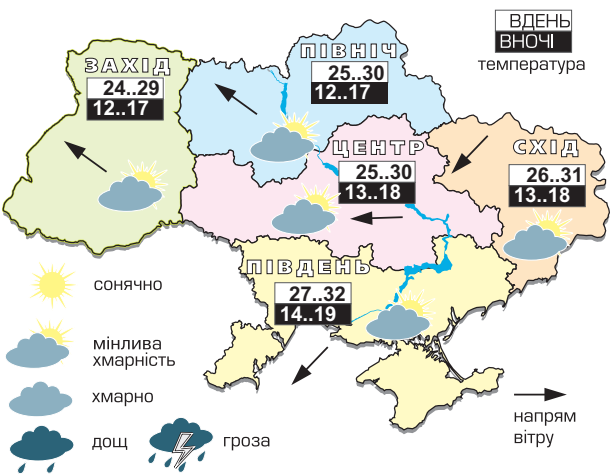 ВДЕНЬ
ВНОЧІ
температура
ПІВНІЧ
25..30
12..17
ЗАХІД
24..29
12..17
ЦЕНТР
25..30
13..18
СХІД
26..31
13..18
ПІВДЕНЬ
27..32
14..19
сонячно
мінлива
хмарність
хмарно
дощ
гроза
напрям
вітру